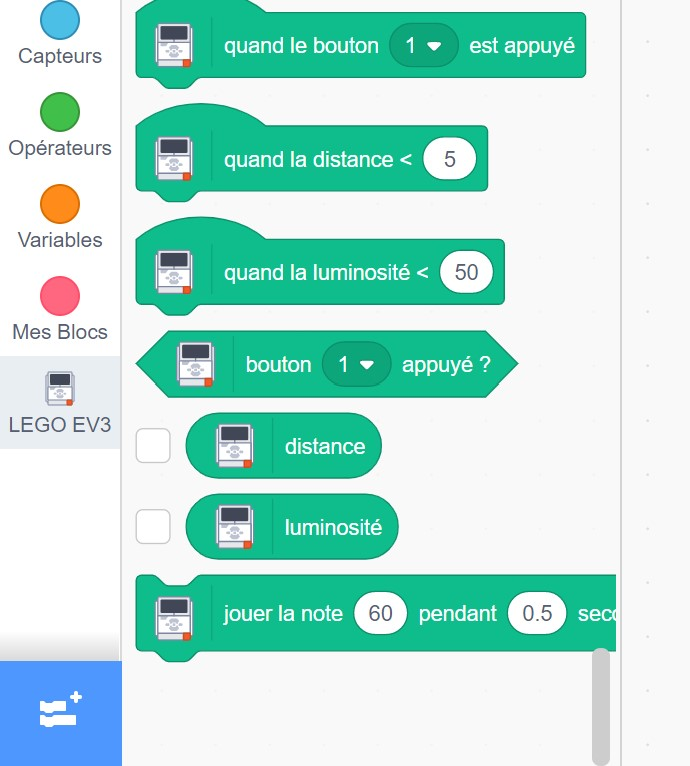 Capteurs
Opérateurs
Variables
Mes Blocs
LEGO EV3
quand le bouton 1 est appuyé
quand la distance < 5
quand la luminosité < 50
bouton 1 appuyé ?
distance
luminosité
jouer la note 60 pendant 0.5